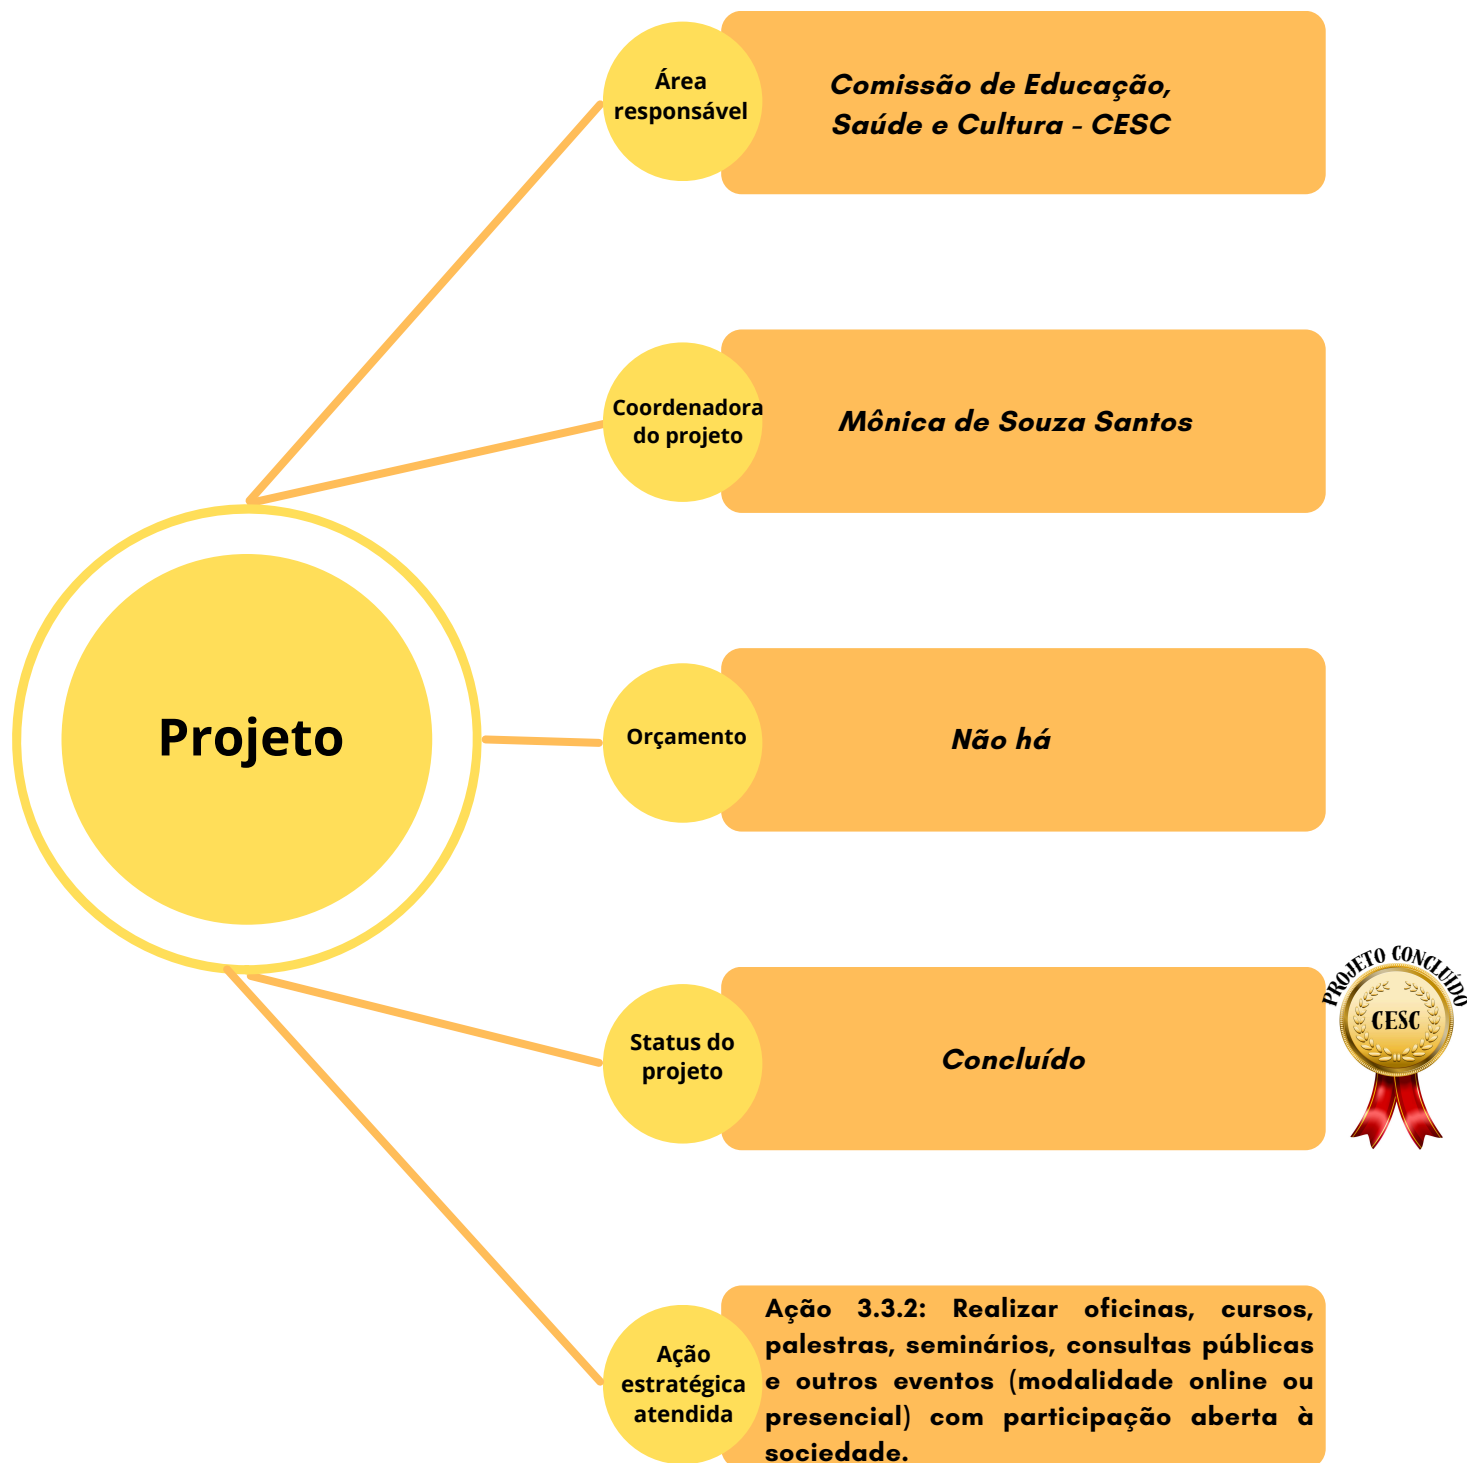 Área
responsável
Comissão de Educação,
Saúde e Cultura - CESC
Coordenadora
do projeto
Mônica de Souza Santos
Projeto
Orçamento
Não há
Status do
projeto
Concluído
PROJETO CONCLUÍDO
CESC
Ação
estratégica
atendida
Ação 3.3.2: Realizar oficinas, cursos,
palestras, seminários, consultas públicas
e outros eventos (modalidade online ou
presencial) com participação aberta à
sociedade.